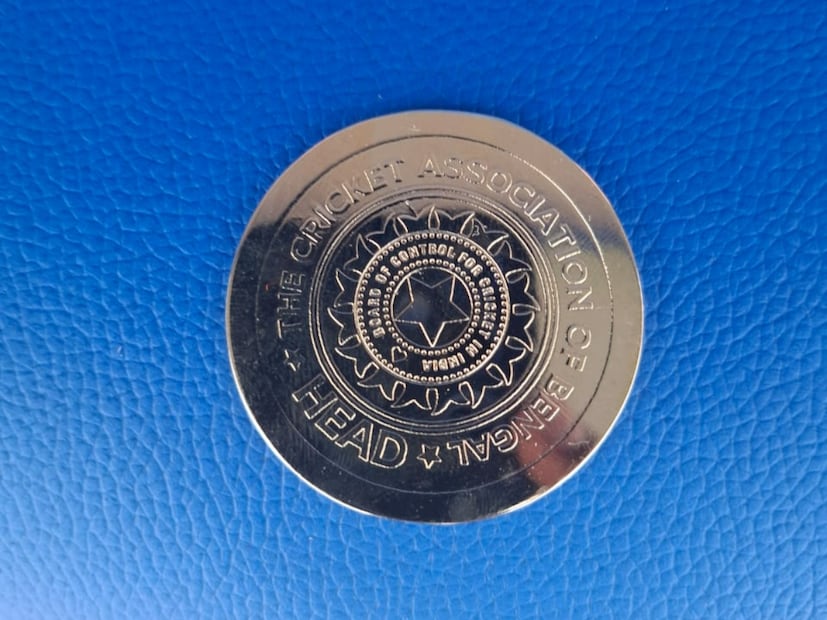 THE CRICKET ASSOCIATION OF BENGAL
HEAD
BOARD OF CONTROL FOR CRICKET IN INDIA